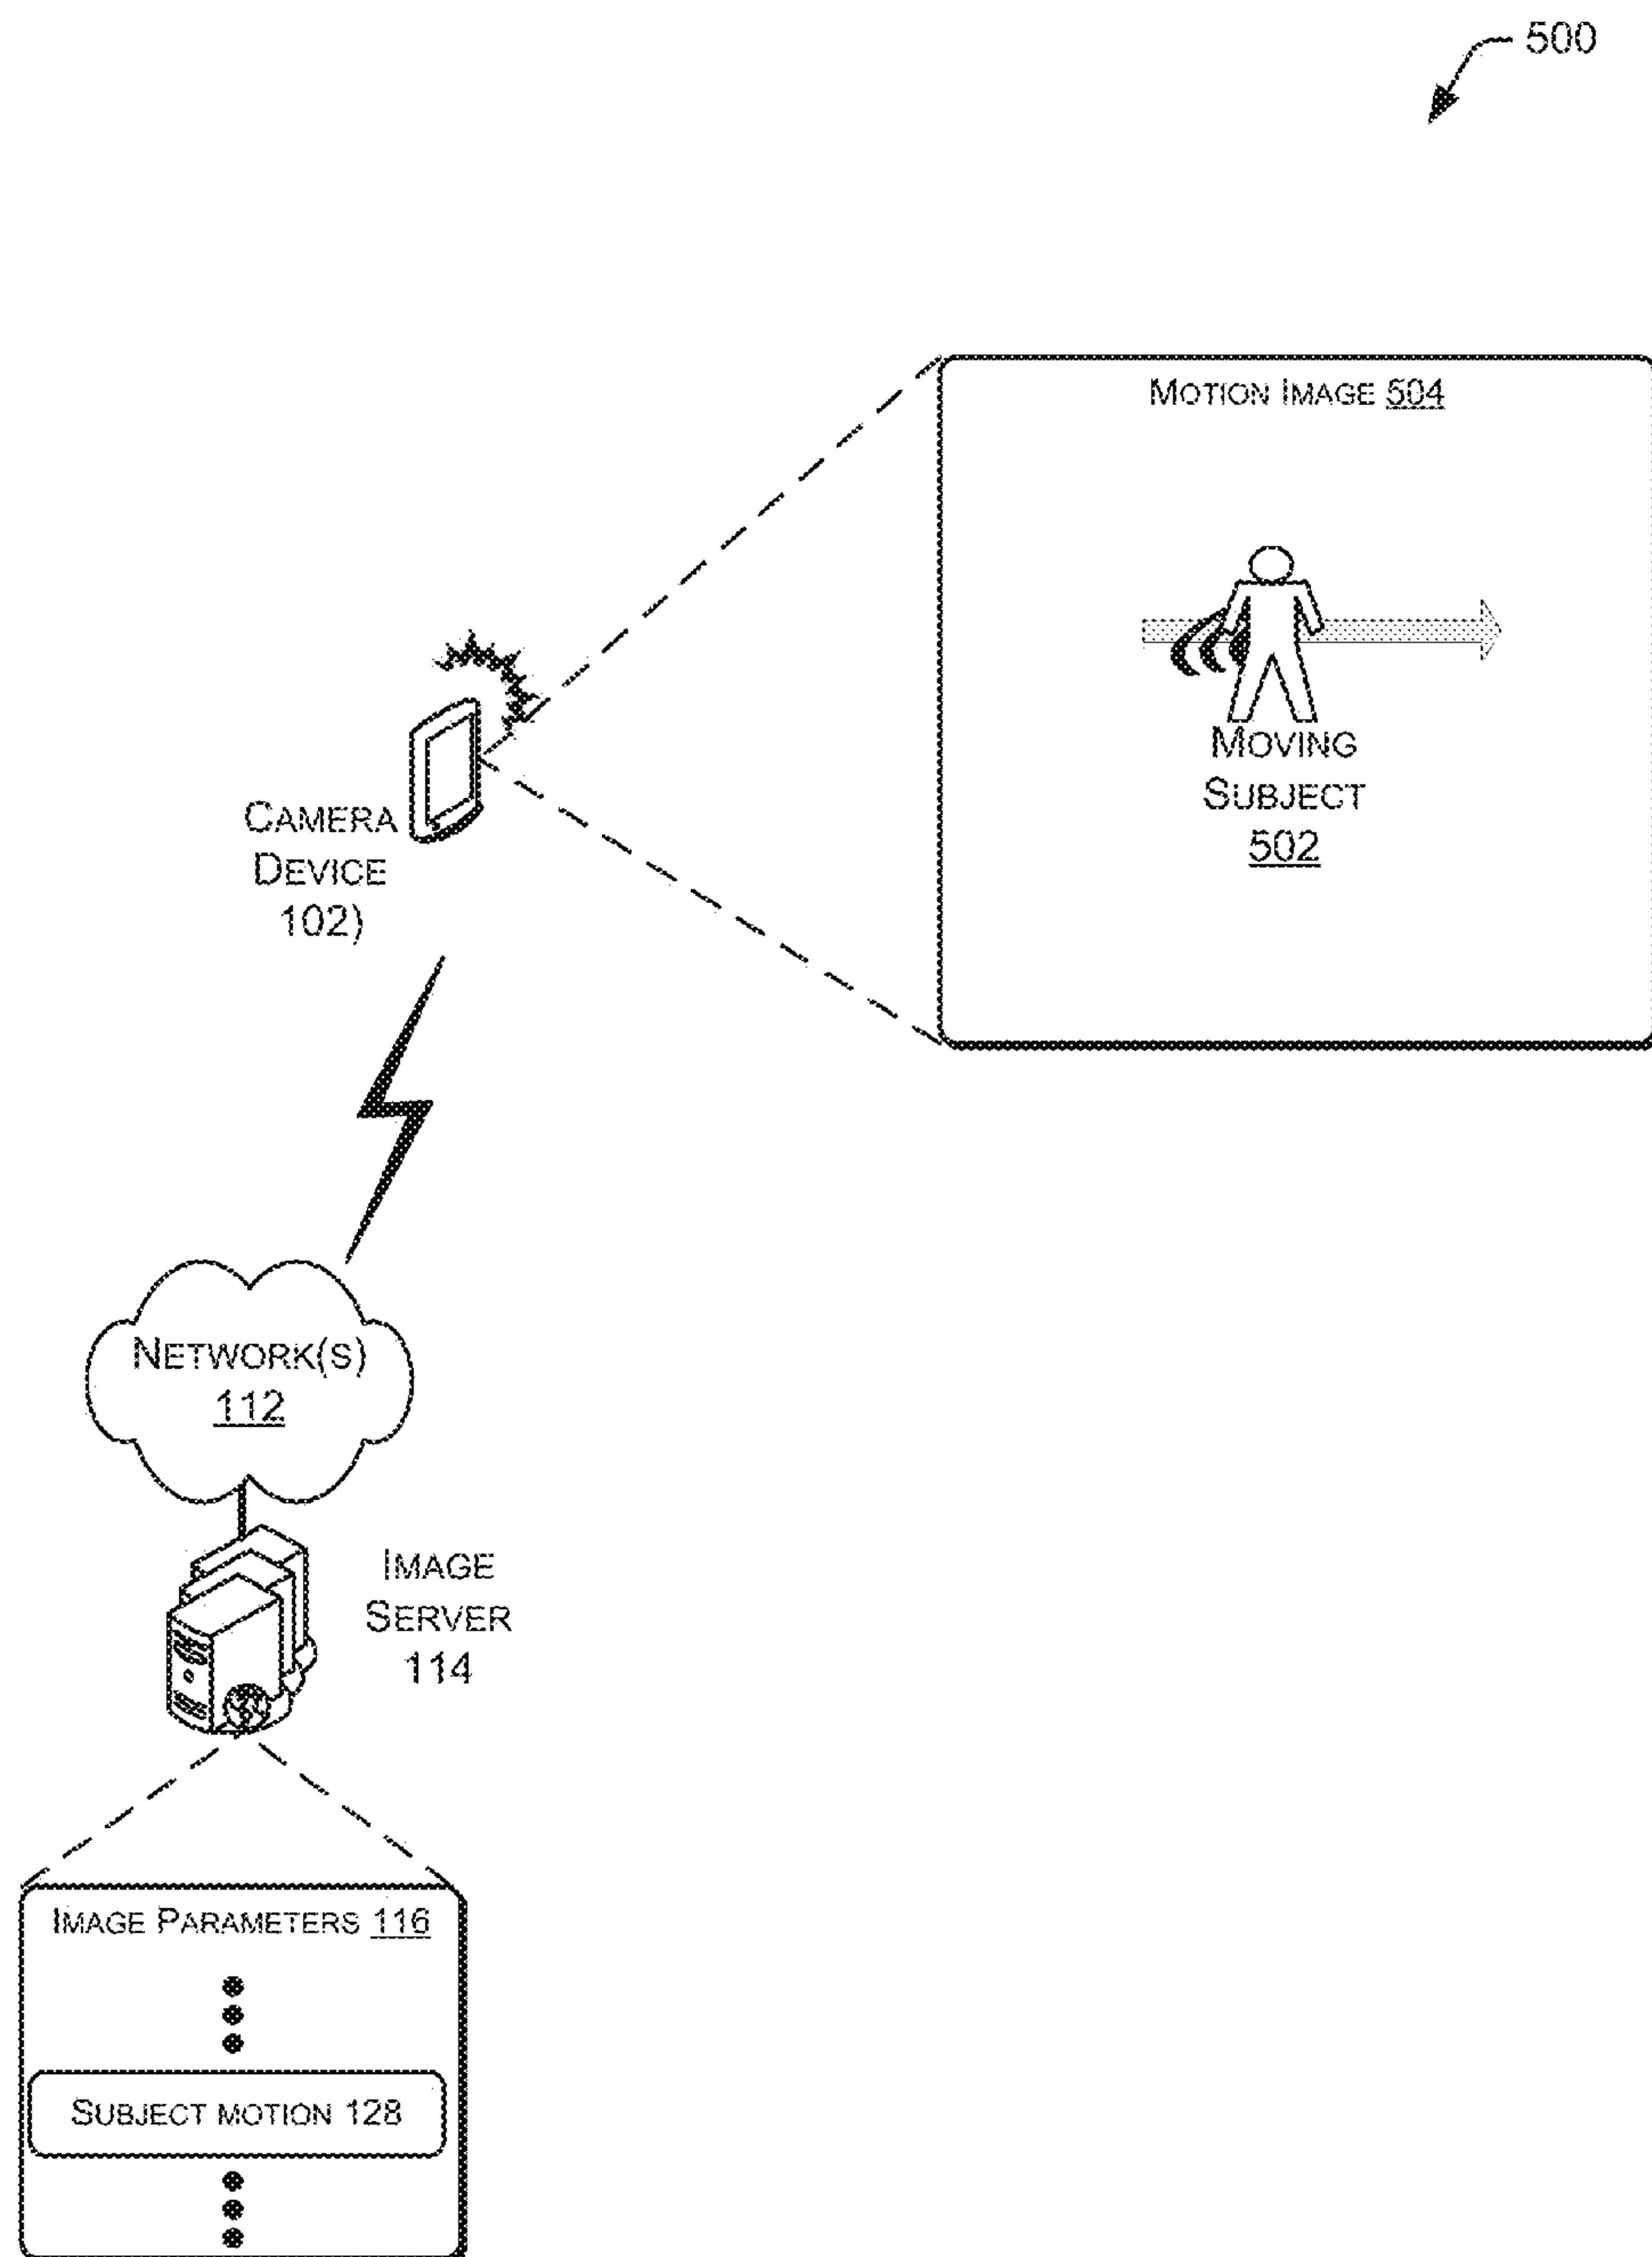 500
MOTION IMAGE 504
MOVING
SUBJECT
502
CAMERA
DEVICE
102)
NETWORK(S)
112
IMAGE
SERVER
114
IMAGE PARAMETERS 116
SUBJECT MOTION 128